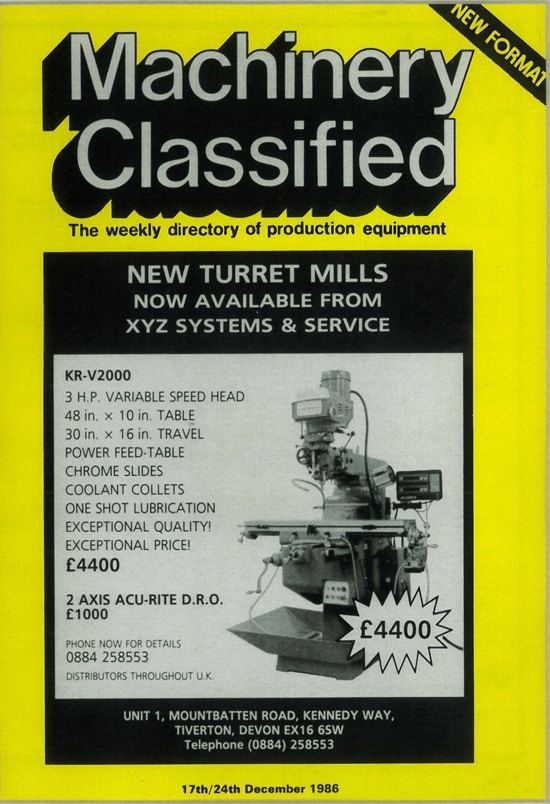 NEW FORMAT
Machinery
Classified
The weekly directory of production equipment
NEW TURRET MILLS
NOW AVAILABLE FROM
XYZ SYSTEMS & SERVICE
KR-V2000
3 H.P. VARIABLE SPEED HEAD
48 in. × 10 in. TABLE
30 in. × 16 in. TRAVEL
POWER FEED-TABLE
CHROME SLIDES
COOLANT COLLETS
ONE SHOT LUBRICATION
EXCEPTIONAL QUALITY!
EXCEPTIONAL PRICE!
£4400
2 AXIS ACU-RITE D.R.O.
£1000
PHONE NOW FOR DETAILS
0884 258553
DISTRIBUTORS THROUGHOUT U.K.
£4400
UNIT 1, MOUNTBATTEN ROAD, KENNEDY WAY,
TIVERTON, DEVON EX16 6SW
Telephone (0884) 258553
17th/24th December 1986